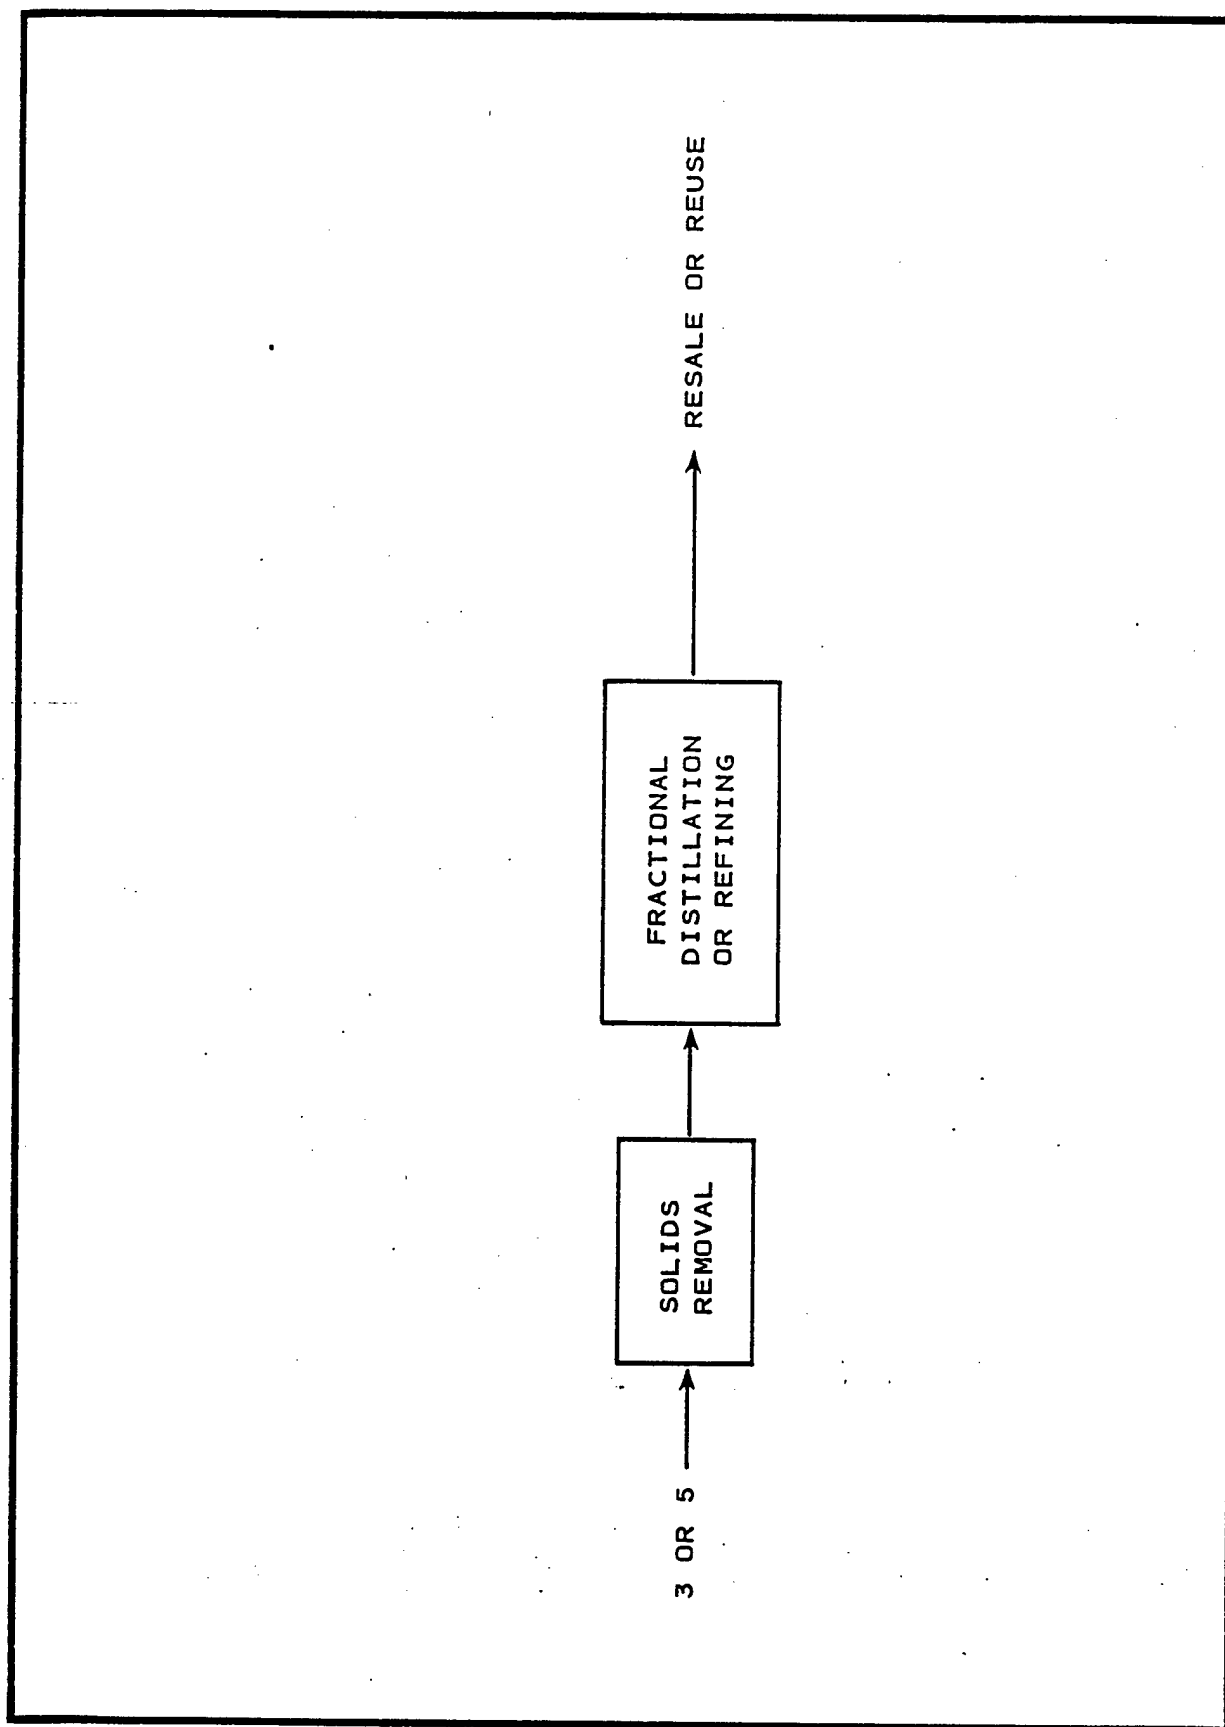 3 OR 5
SOLIDS
REMOVAL
FRACTIONAL
DISTILLATION
OR REFINING
RESALE OR REUSE